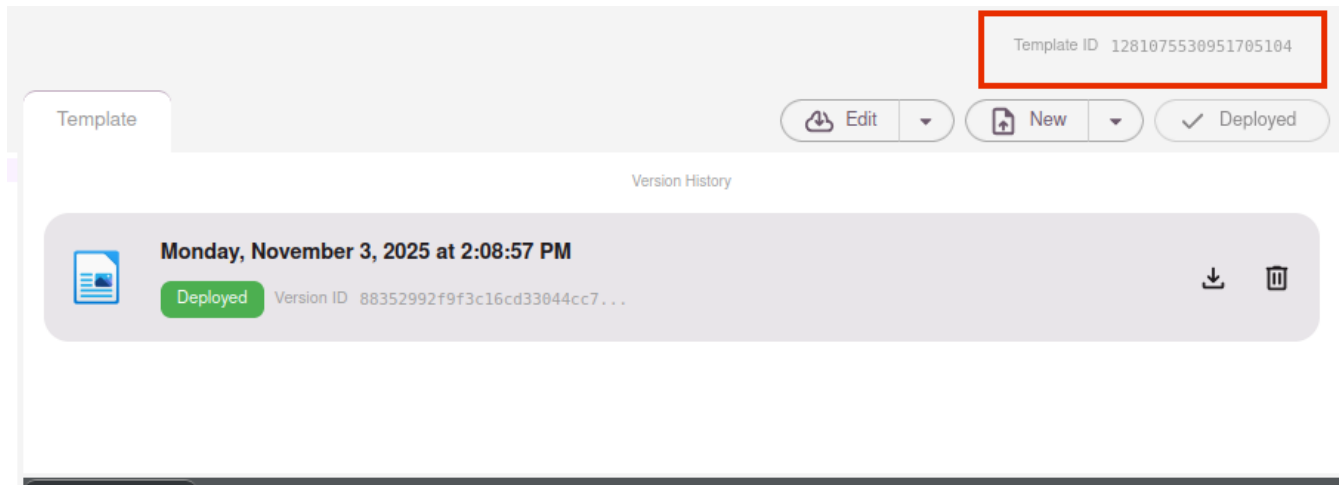 Template ID 1281075530951705104
Template
Edit
New
Deployed
Version History
Monday, November 3, 2025 at 2:08:57 PM
Deployed Version ID 88352992f9f3c16cd33044cc7...